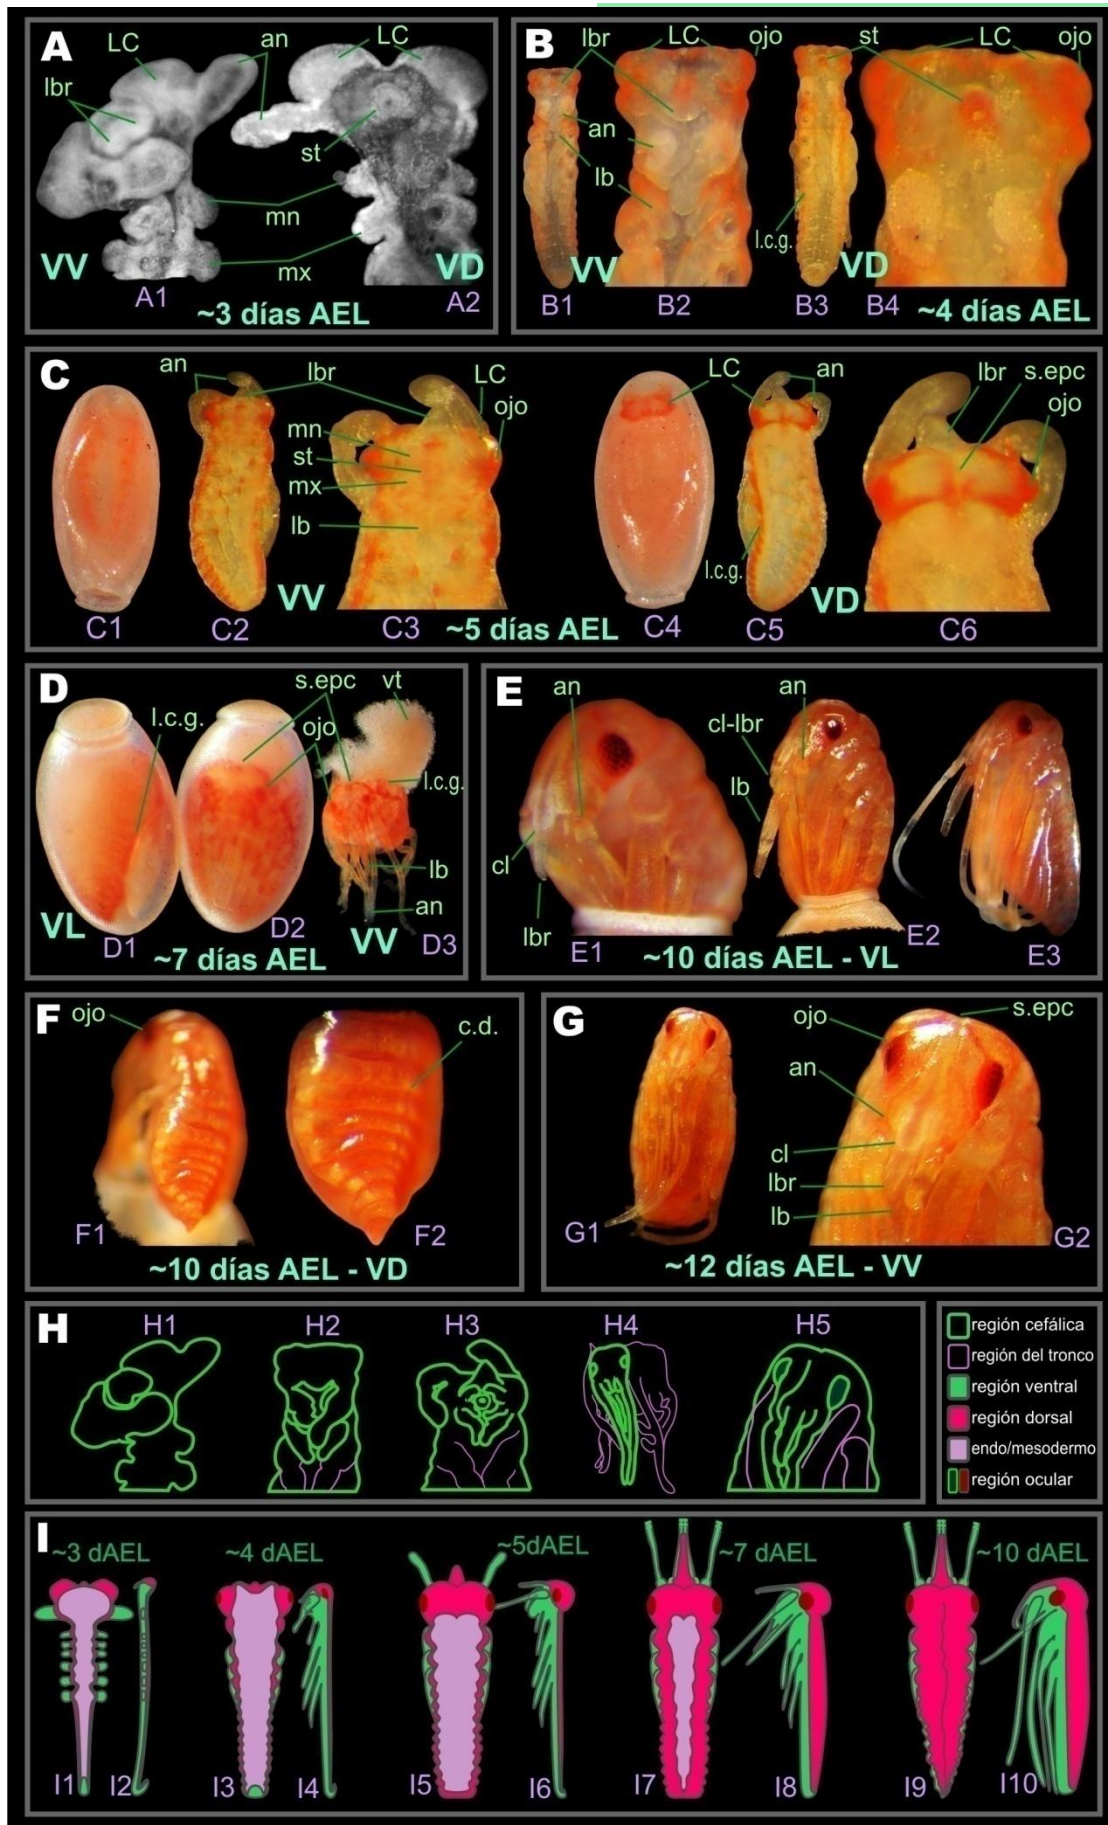 A
LC
an
LC
lbr
st
mn
mx
VV
VD
A1
A2
~3 días AEL
B
lbr
LC
ojo
st
LC
ojo
an
lb
l.c.g.
VV
VD
B1
B2
B3
B4
~4 días AEL
C
an
lbr
LC
ojo
mn
st
mx
lb
LC
an
lbr
s.epc
ojo
l.c.g.
VV
VD
C1
C2
C3
~5 días AEL
C4
C5
C6
D
s.epc
vt
l.c.g.
ojo
l.c.g.
lb
an
VL
D1
D2
VV
D3
~7 días AEL
E
an
an
cl-lbr
lb
cl
lbr
E1
E2
E3
~10 días AEL - VL
F
ojo
c.d.
F1
F2
~10 días AEL - VD
G
ojo
s.epc
an
cl
lbr
lb
G1
G2
~12 días AEL - VV
H
H1
H2
H3
H4
H5
región cefálica
región del tronco
región ventral
región dorsal
endo/mesodermo
región ocular
I
~3 dAEL
~4 dAEL
~5dAEL
~7 dAEL
~10 dAEL
I1
I2
I3
I4
I5
I6
I7
I8
I9
I10